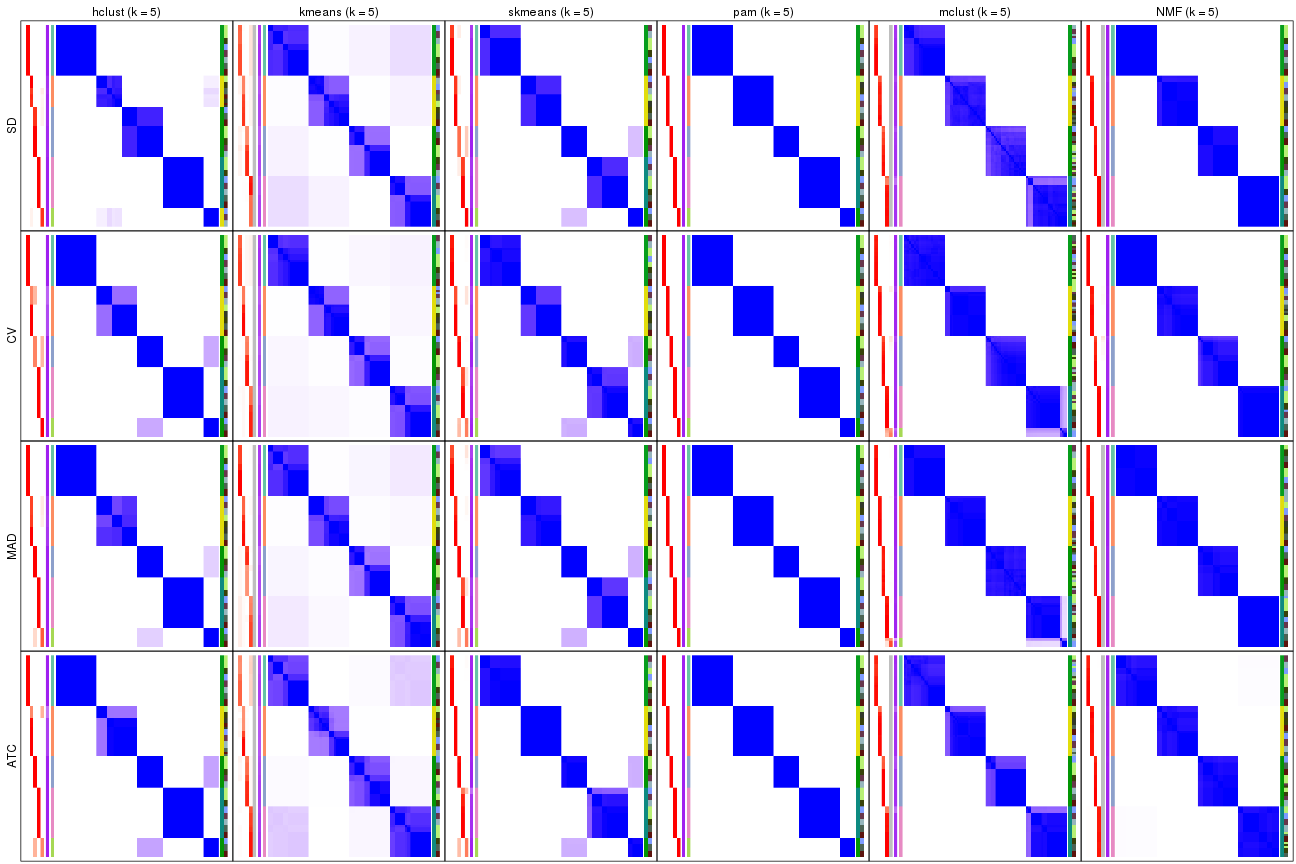 hclust (k = 5) kmeans (k = 5) skmeans (k = 5) pam (k = 5) mclust (k = 5) NMF (k = 5)
SD
CV
MAD
ATC